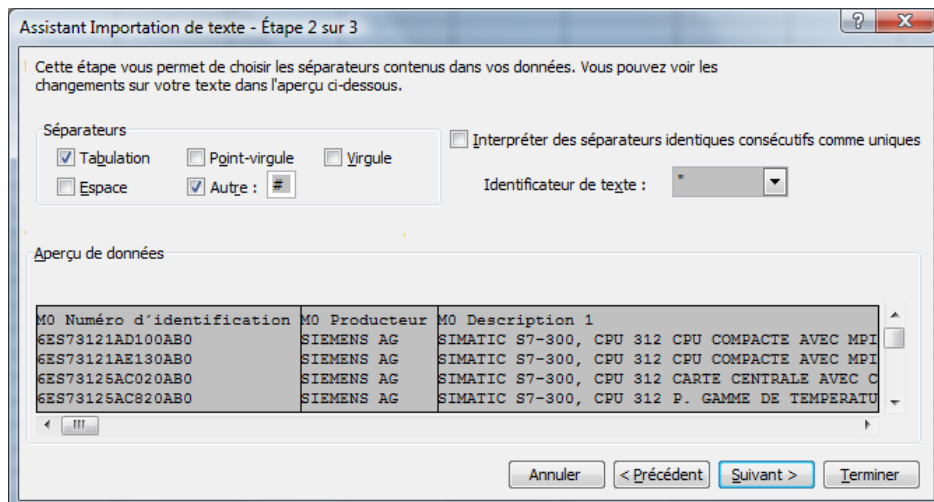 Assistant Importation de texte - Étape 2 sur 3
Cette étape vous permet de choisir les séparateurs contenus dans vos données. Vous pouvez voir les
changements sur votre texte dans l'aperçu ci-dessous.
Séparateurs
Tabulation Point-virgule Virgule
Espace Autre : #
Interpréter des séparateurs identiques consécutifs comme uniques
Identificateur de texte : "
Aperçu de données
M0 Numéro d´identification M0 Producteur M0 Description 1
6ES73121AD100AB0 SIEMENS AG SIMATIC S7-300, CPU 312 CPU COMPACTE AVEC MPI
6ES73121AE130AB0 SIEMENS AG SIMATIC S7-300, CPU 312 CPU COMPACTE AVEC MPI
6ES73125AC020AB0 SIEMENS AG SIMATIC S7-300, CPU 312 CARTE CENTRALE AVEC C
6ES73125AC820AB0 SIEMENS AG SIMATIC S7-300, CPU 312 P. GAMME DE TEMPERATU
Annuler < Précédent Suivant > Terminer